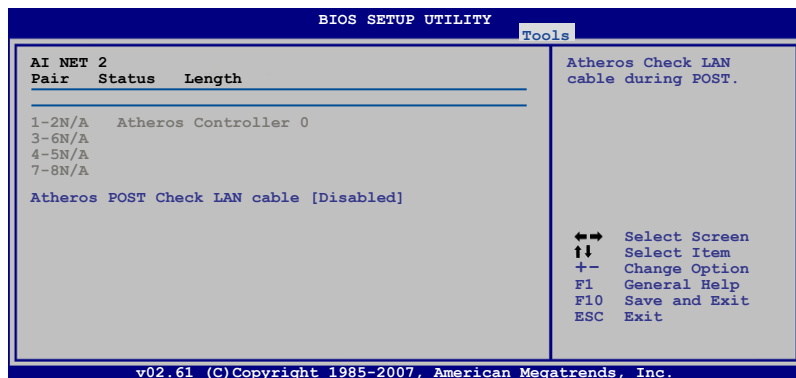 BIOS SETUP UTILITY
Tools
AI NET 2
Pair Status Length
1-2N/A Atheros Controller 0
3-6N/A
4-5N/A
7-8N/A
Atheros POST Check LAN cable [Disabled]
Atheros Check LAN
cable during POST.
←→ Select Screen
↑↓ Select Item
+- Change Option
F1 General Help
F10 Save and Exit
ESC Exit
v02.61 (C)Copyright 1985-2007, American Megatrends, Inc.